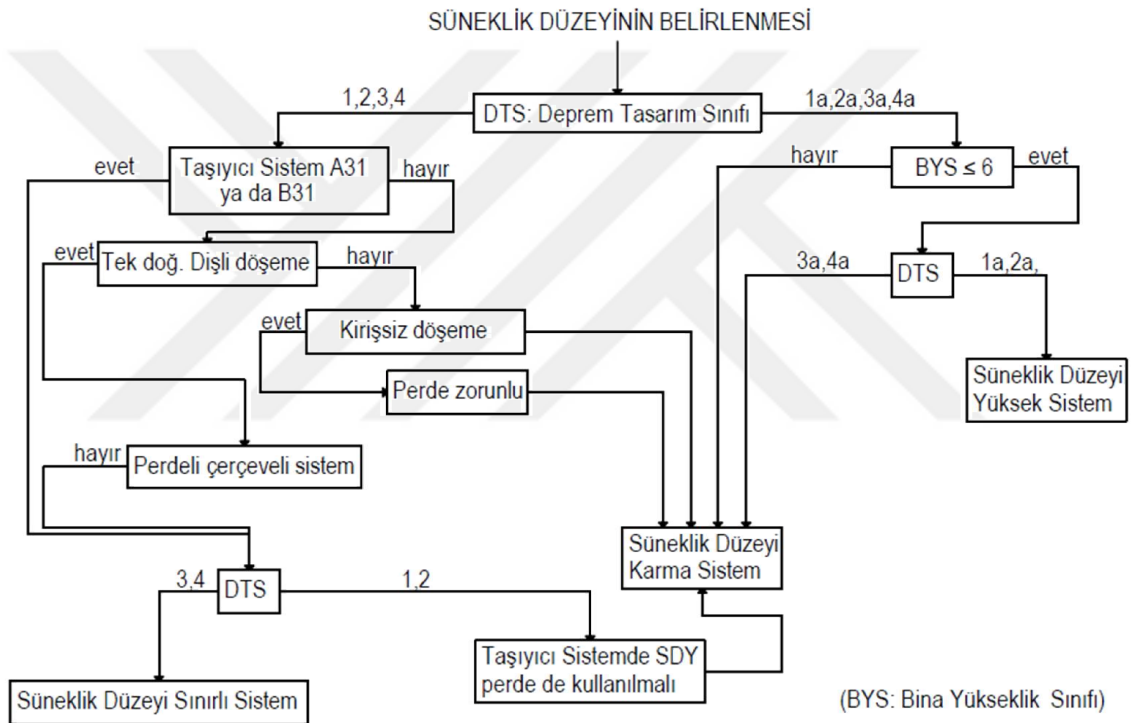 SÜNEKLİK DÜZEYİNİN BELİRLENMESİ
1,2,3,4
DTS: Deprem Tasarım Sınıfı
1a,2a,3a,4a
evet
Taşıyıcı Sistem A31
ya da B31
hayır
hayır
BYS ≤ 6
evet
evet
Tek doğ. Dişli döşeme
hayır
3a,4a
DTS
1a,2a,
evet
Kirişsiz döşeme
Perde zorunlu
Süneklik Düzeyi
Yüksek Sistem
hayır
Perdeli çerçeveli sistem
Süneklik Düzeyi
Karma Sistem
3,4
DTS
1,2
Taşıyıcı Sistemde SDY
perde de kullanılmalı
Süneklik Düzeyi Sınırlı Sistem
(BYS: Bina Yükseklik Sınıfı)